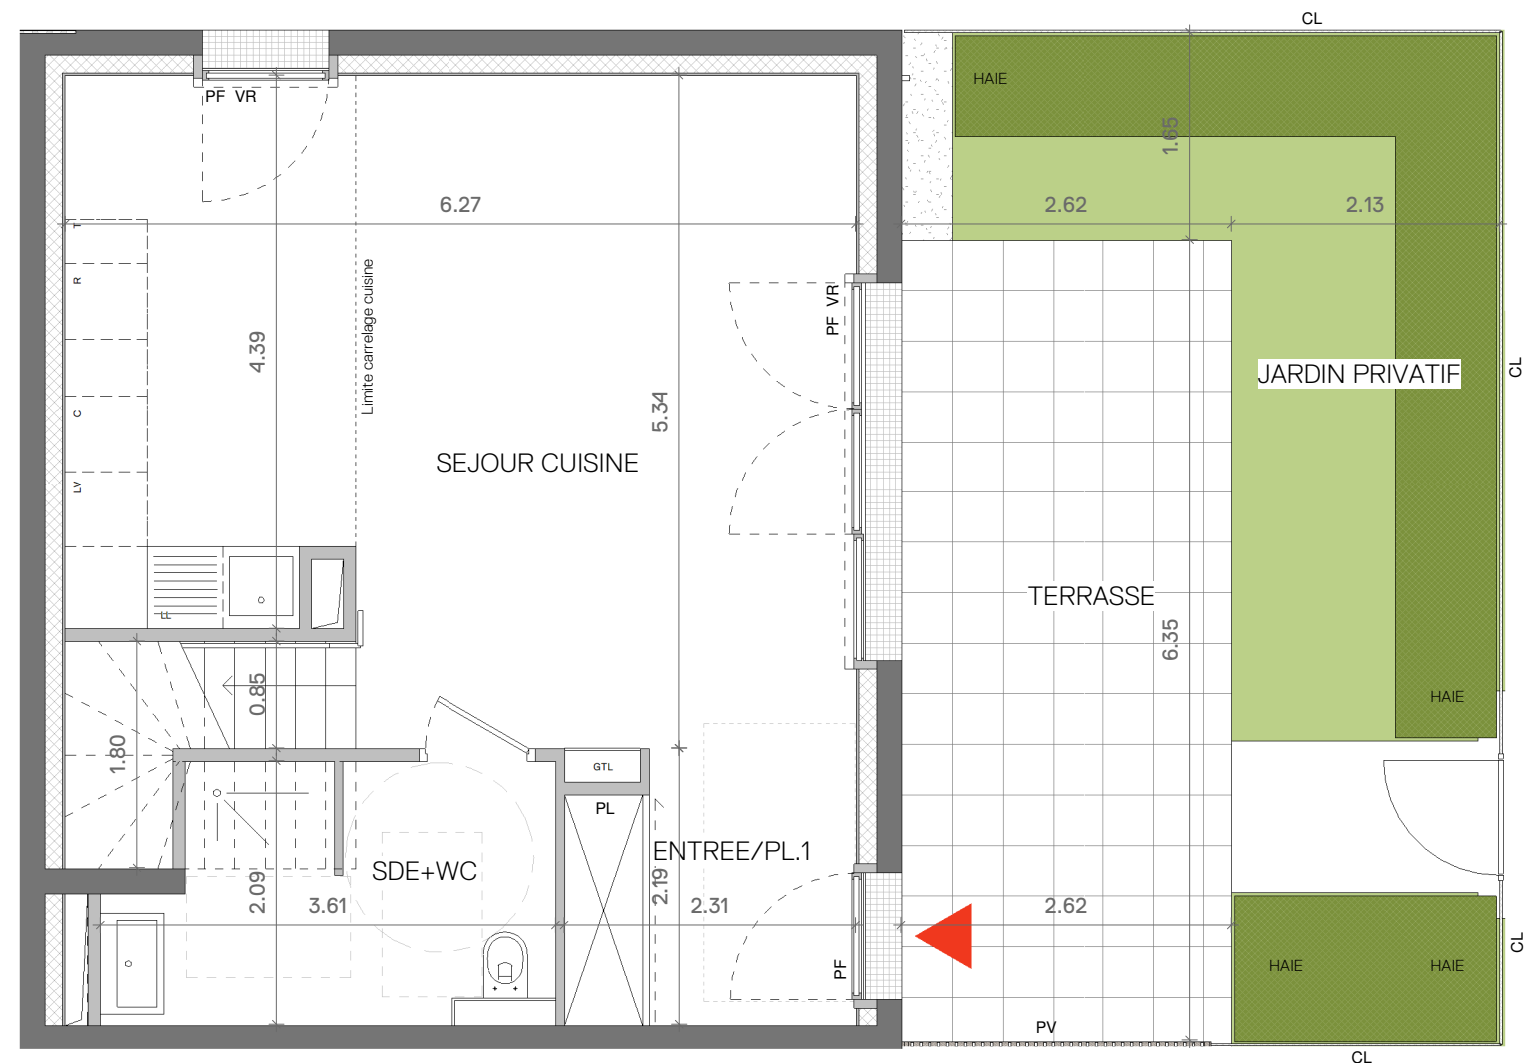 CL
HAIE
PF VR
1.65
6.27
2.62
2.13
T
R
PF VR
Limite carrelage cuisine
4.39
JARDIN PRIVATIF
CL
C
5.34
SEJOUR CUISINE
LV
TERRASSE
LL
6.35
0.85
HAIE
1.80
GTL
PL
ENTREE/PL.1
SDE+WC
2.09
3.61
2.19
2.31
2.62
CL
PF
HAIE
HAIE
PV
CL